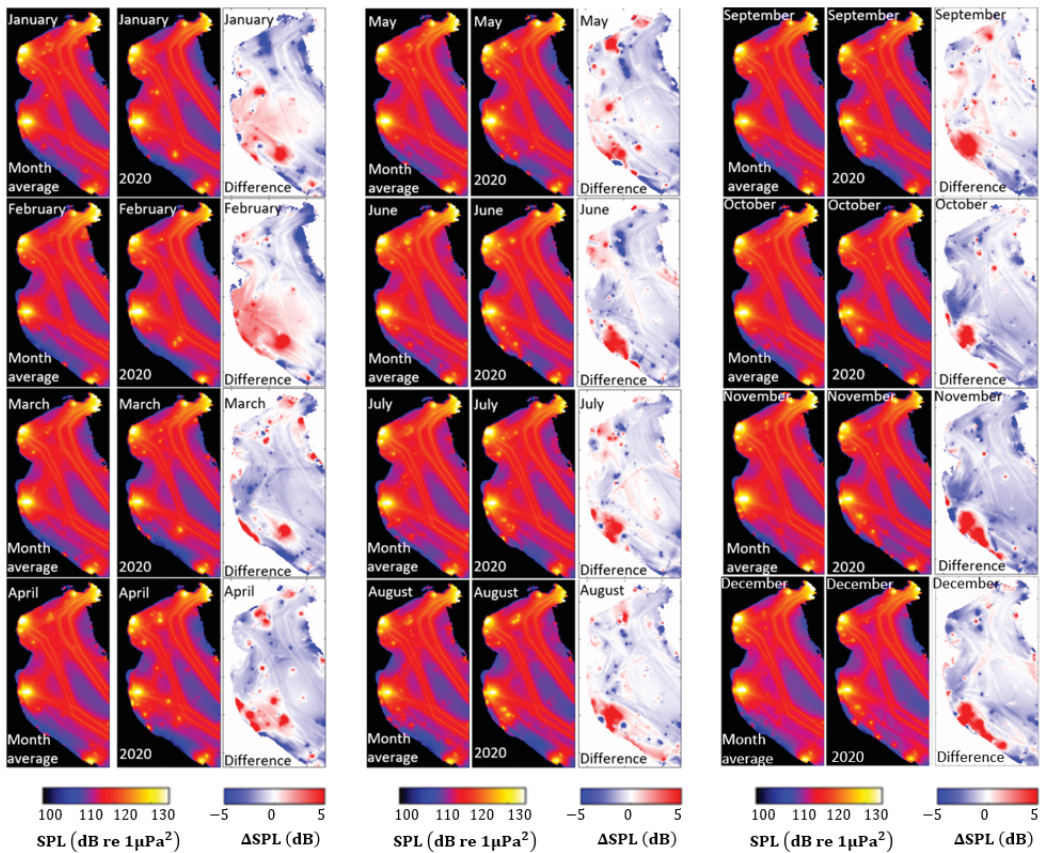 January
January
January
Month
average
2020
Difference
February
February
February
Month
average
2020
Difference
March
March
March
Month
average
2020
Difference
April
April
April
Month
average
2020
Difference
100 110 120 130
−5 0 5
SPL (dB re 1μPa²)
ΔSPL (dB)
May
May
May
Month
average
2020
Difference
June
June
June
Month
average
2020
Difference
July
July
July
Month
average
2020
Difference
August
August
August
Month
average
2020
Difference
100 110 120 130
−5 0 5
SPL (dB re 1μPa²)
ΔSPL (dB)
September
September
September
Month
average
2020
Difference
October
October
October
Month
average
2020
Difference
November
November
November
Month
average
2020
Difference
December
December
December
Month
average
2020
Difference
100 110 120 130
−5 0 5
SPL (dB re 1μPa²)
ΔSPL (dB)